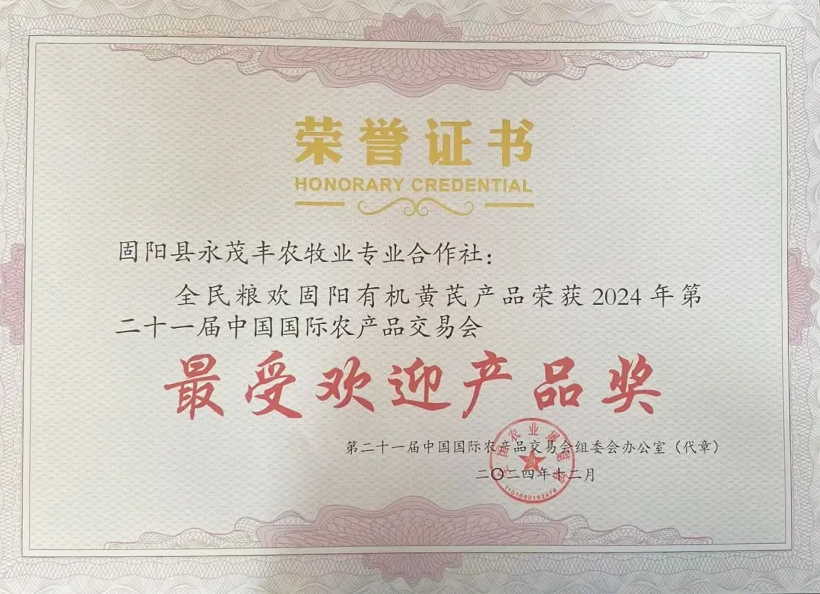 荣誉证书
HONORARY CREDENTIAL
固阳县永茂丰农牧业专业合作社：
全民粮欢固阳有机黄芪产品荣获2024年第
二十一届中国国际农产品交易会
最受欢迎产品奖
第二十一届中国国际农产品交易会组委会办公室（代章）
二〇二四年十二月